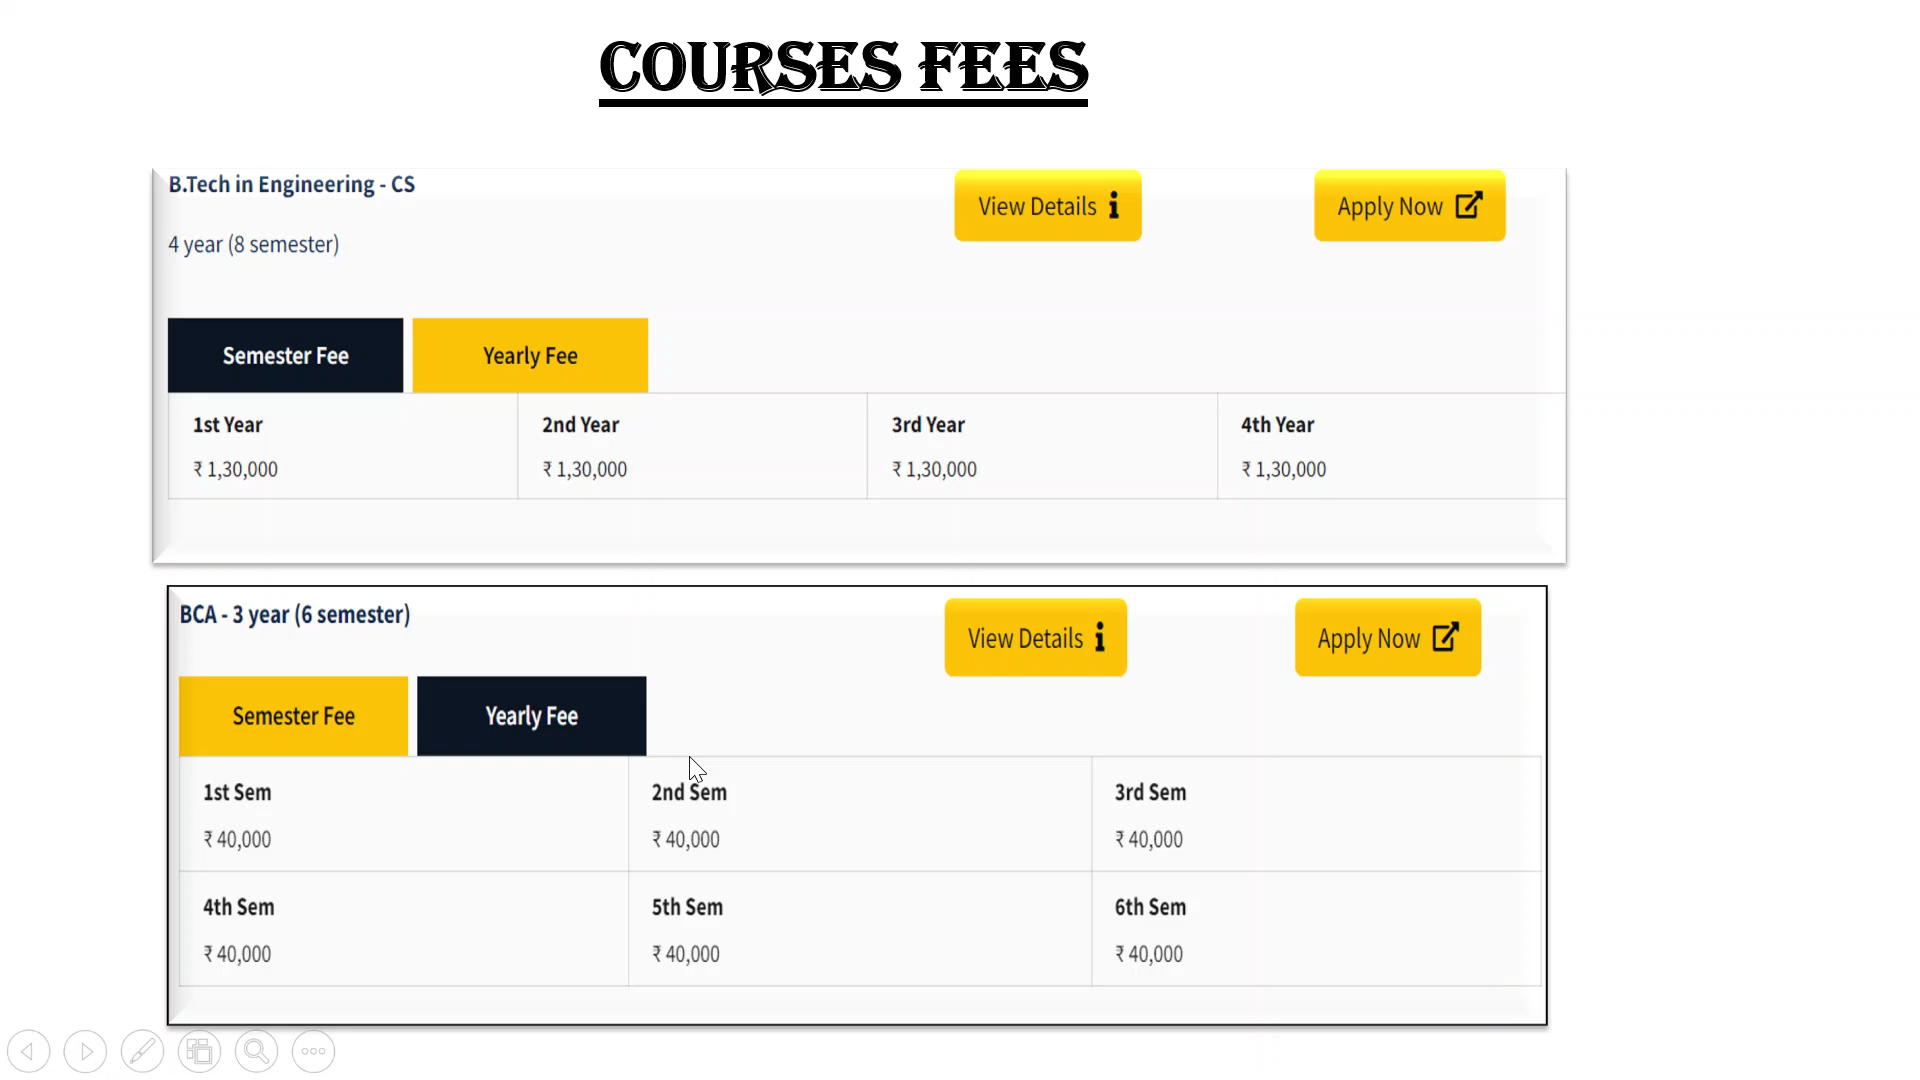 COURSES FEES
B.Tech in Engineering - CS
View Details
Apply Now
4 year (8 semester)
Semester Fee
Yearly Fee
1st Year
2nd Year
3rd Year
4th Year
₹ 1,30,000
₹ 1,30,000
₹ 1,30,000
₹ 1,30,000
BCA - 3 year (6 semester)
View Details
Apply Now
Semester Fee
Yearly Fee
1st Sem
2nd Sem
3rd Sem
₹ 40,000
₹ 40,000
₹ 40,000
4th Sem
5th Sem
6th Sem
₹ 40,000
₹ 40,000
₹ 40,000